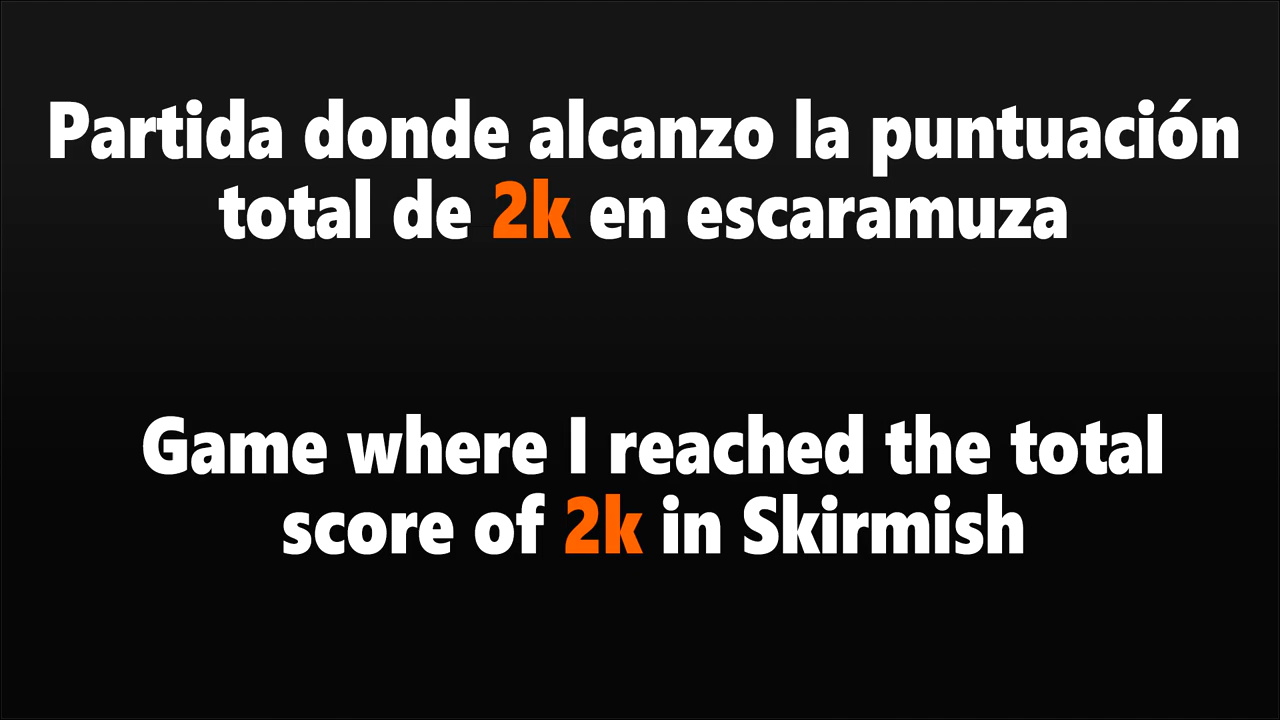 Partida donde alcanzo la puntuación
total de 2k en escaramuza
Game where I reached the total
score of 2k in Skirmish